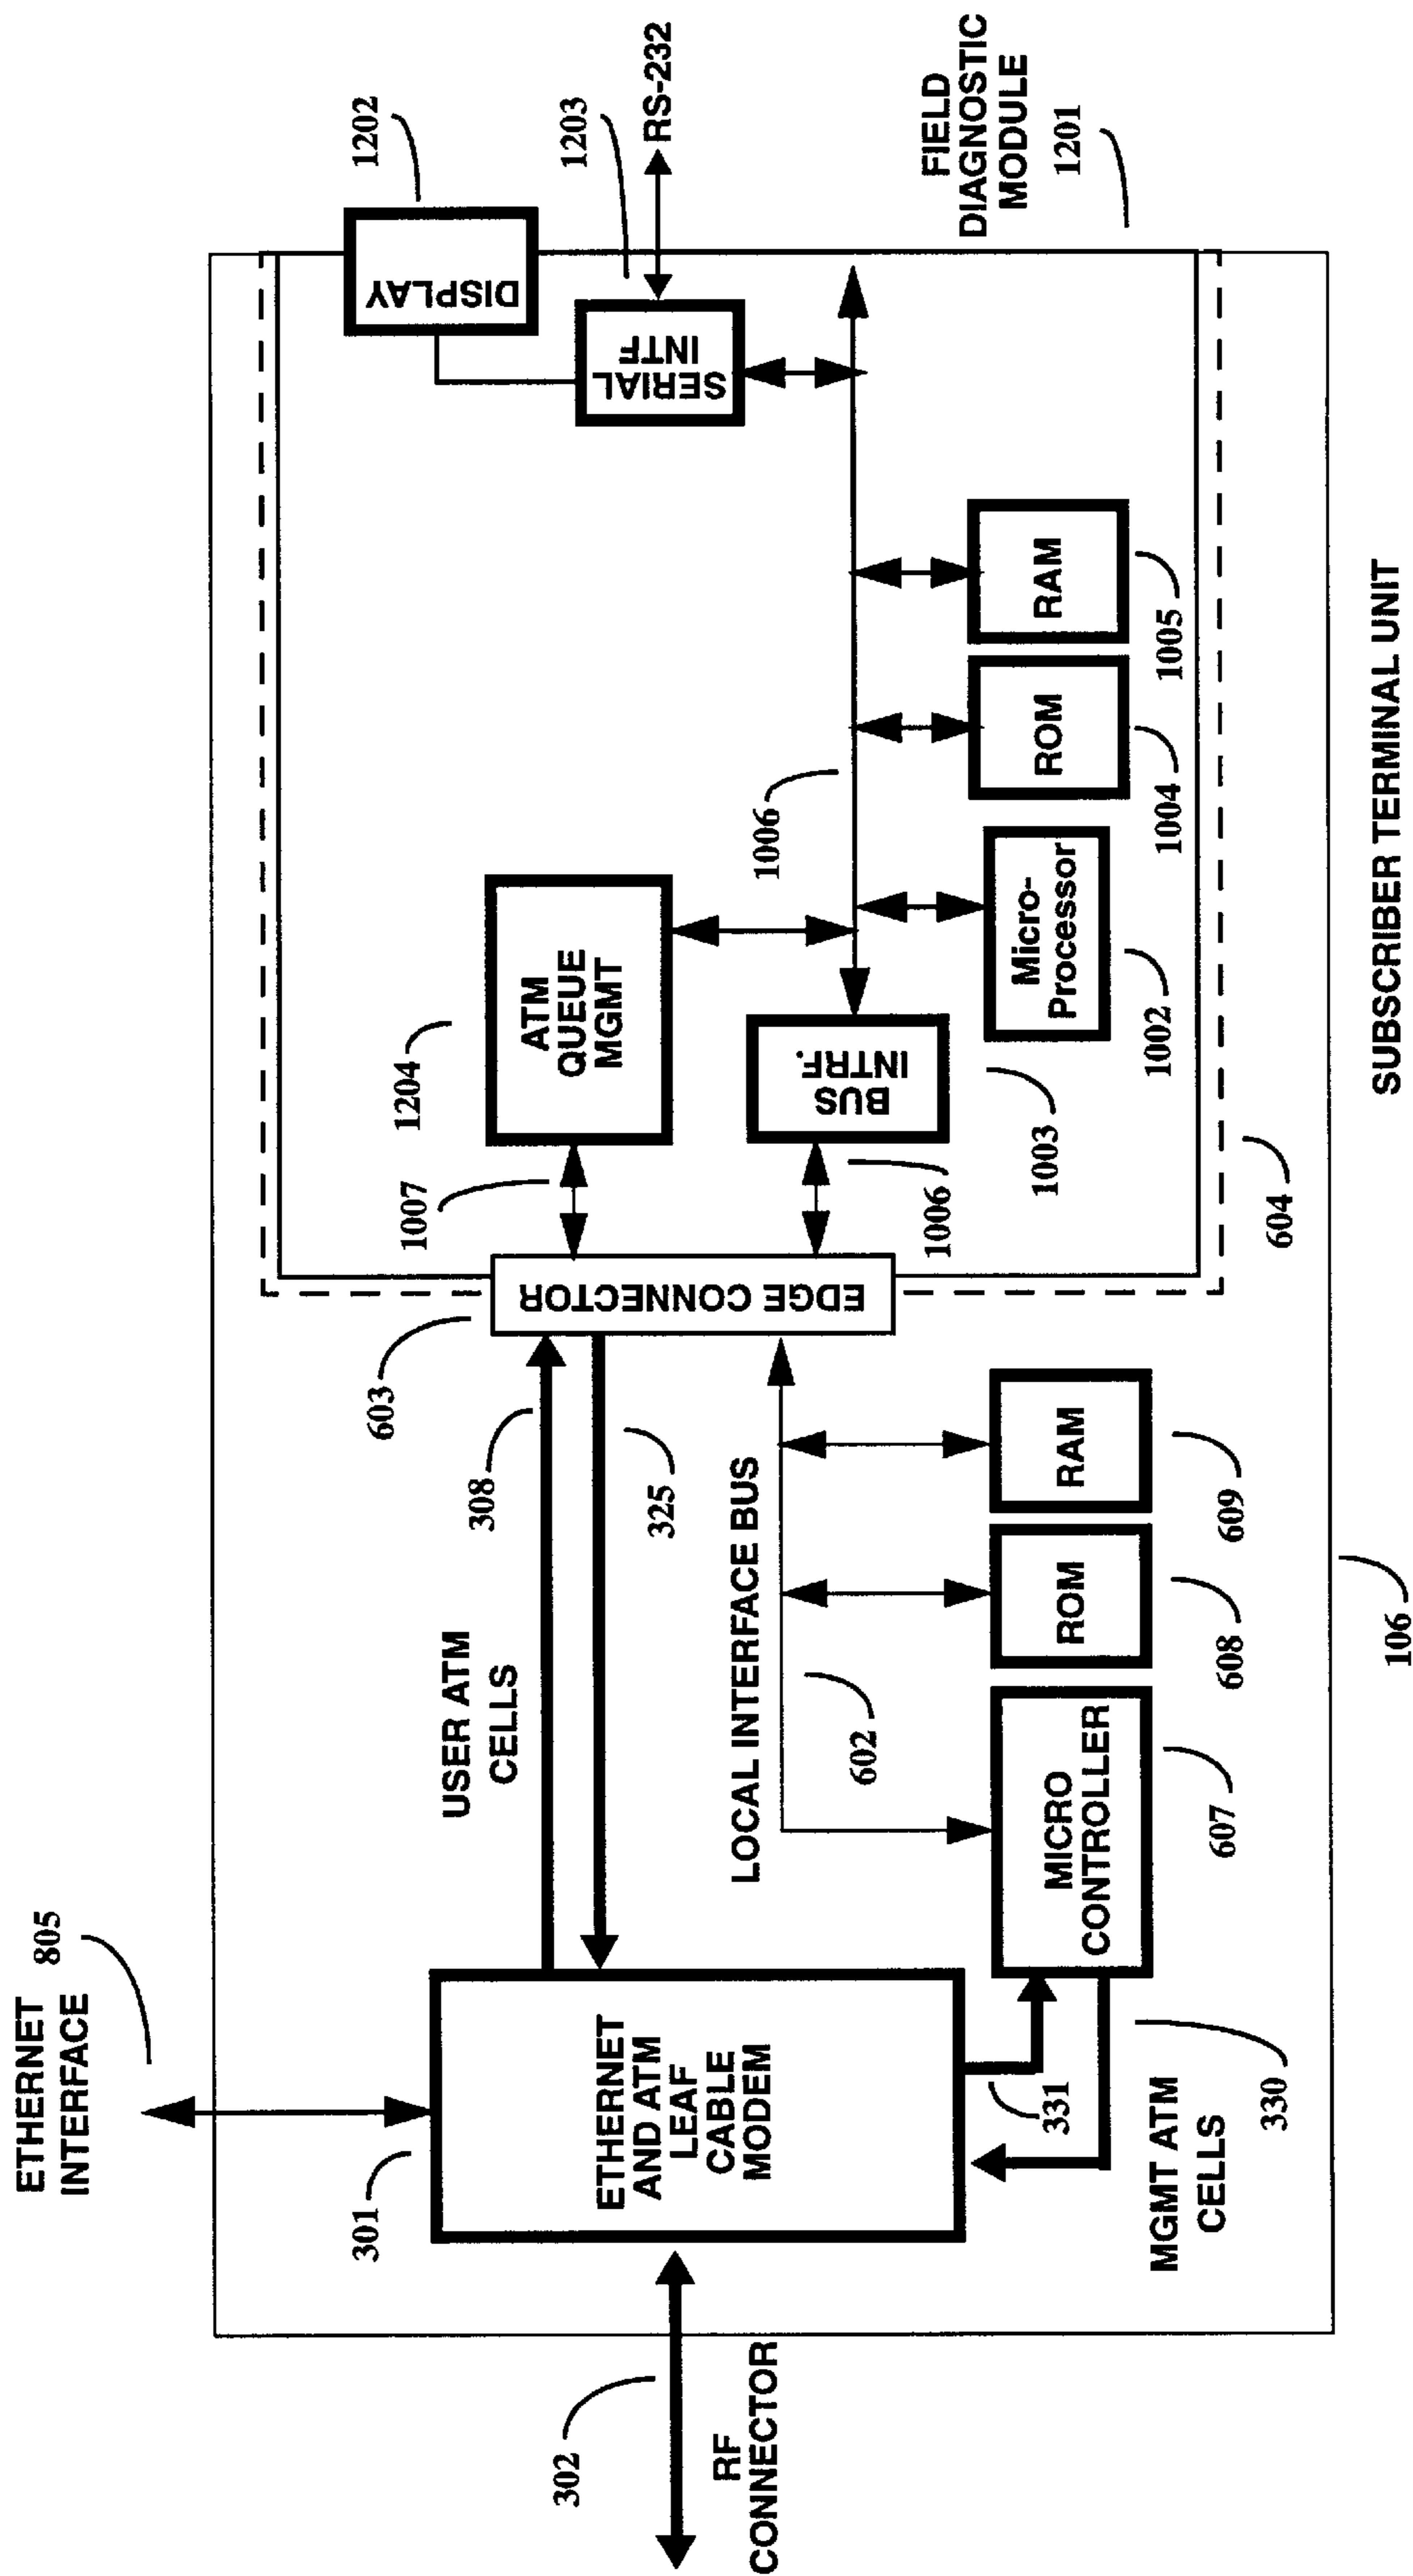 ETHERNET
INTERFACE
805
301
ETHERNET
AND ATM
LEAF
CABLE
MODEM
302
RF
CONNECTOR
USER ATM
CELLS
308
325
603
EDGE CONNECTOR
LOCAL INTERFACE BUS
602
331
MGMT ATM
CELLS
330
MICRO
CONTROLLER
607
ROM
608
RAM
609
106
1007
1204
ATM
QUEUE
MGMT
1006
BUS
INTRF.
1003
1006
Micro-
Processor
1002
ROM
1004
RAM
1005
604
DISPLAY
1202
SERIAL
INTF
1203
RS-232
FIELD
DIAGNOSTIC
MODULE
1201
SUBSCRIBER TERMINAL UNIT